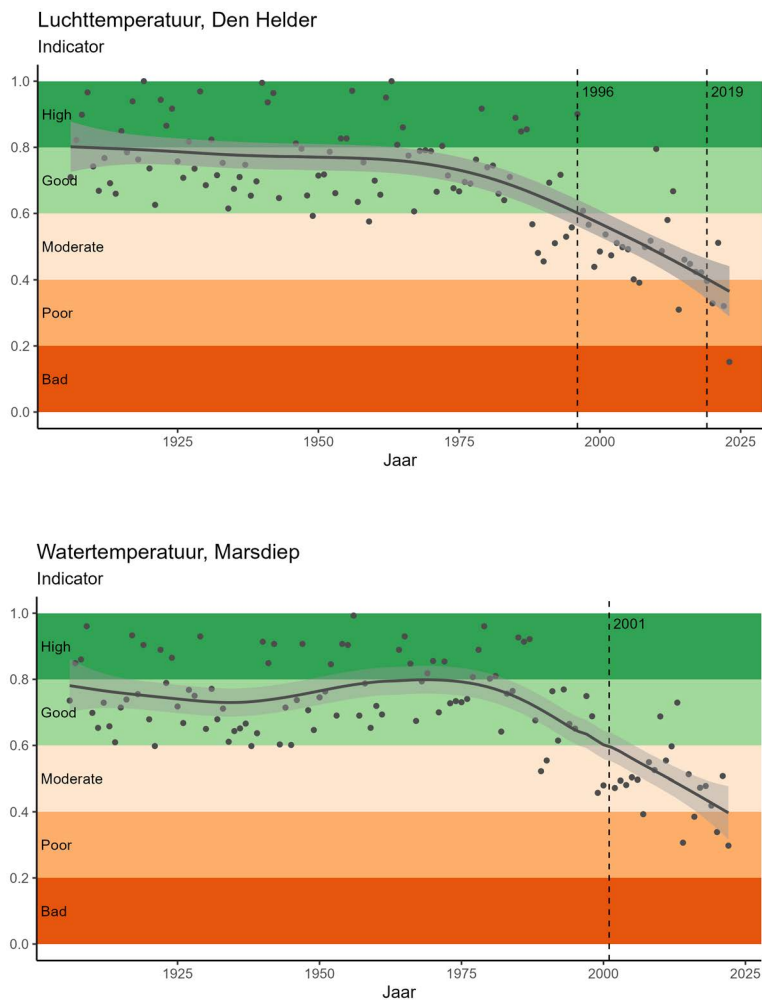 Luchttemperatuur, Den Helder
Indicator
1996
2019
1.0
High
0.8
Good
0.6
Moderate
0.4
Poor
0.2
Bad
0.0
1925
1950
1975
2000
2025
Jaar
Watertemperatuur, Marsdiep
Indicator
1.0
2001
High
0.8
Good
0.6
Moderate
0.4
Poor
0.2
Bad
0.0
1925
1950
1975
2000
2025
Jaar